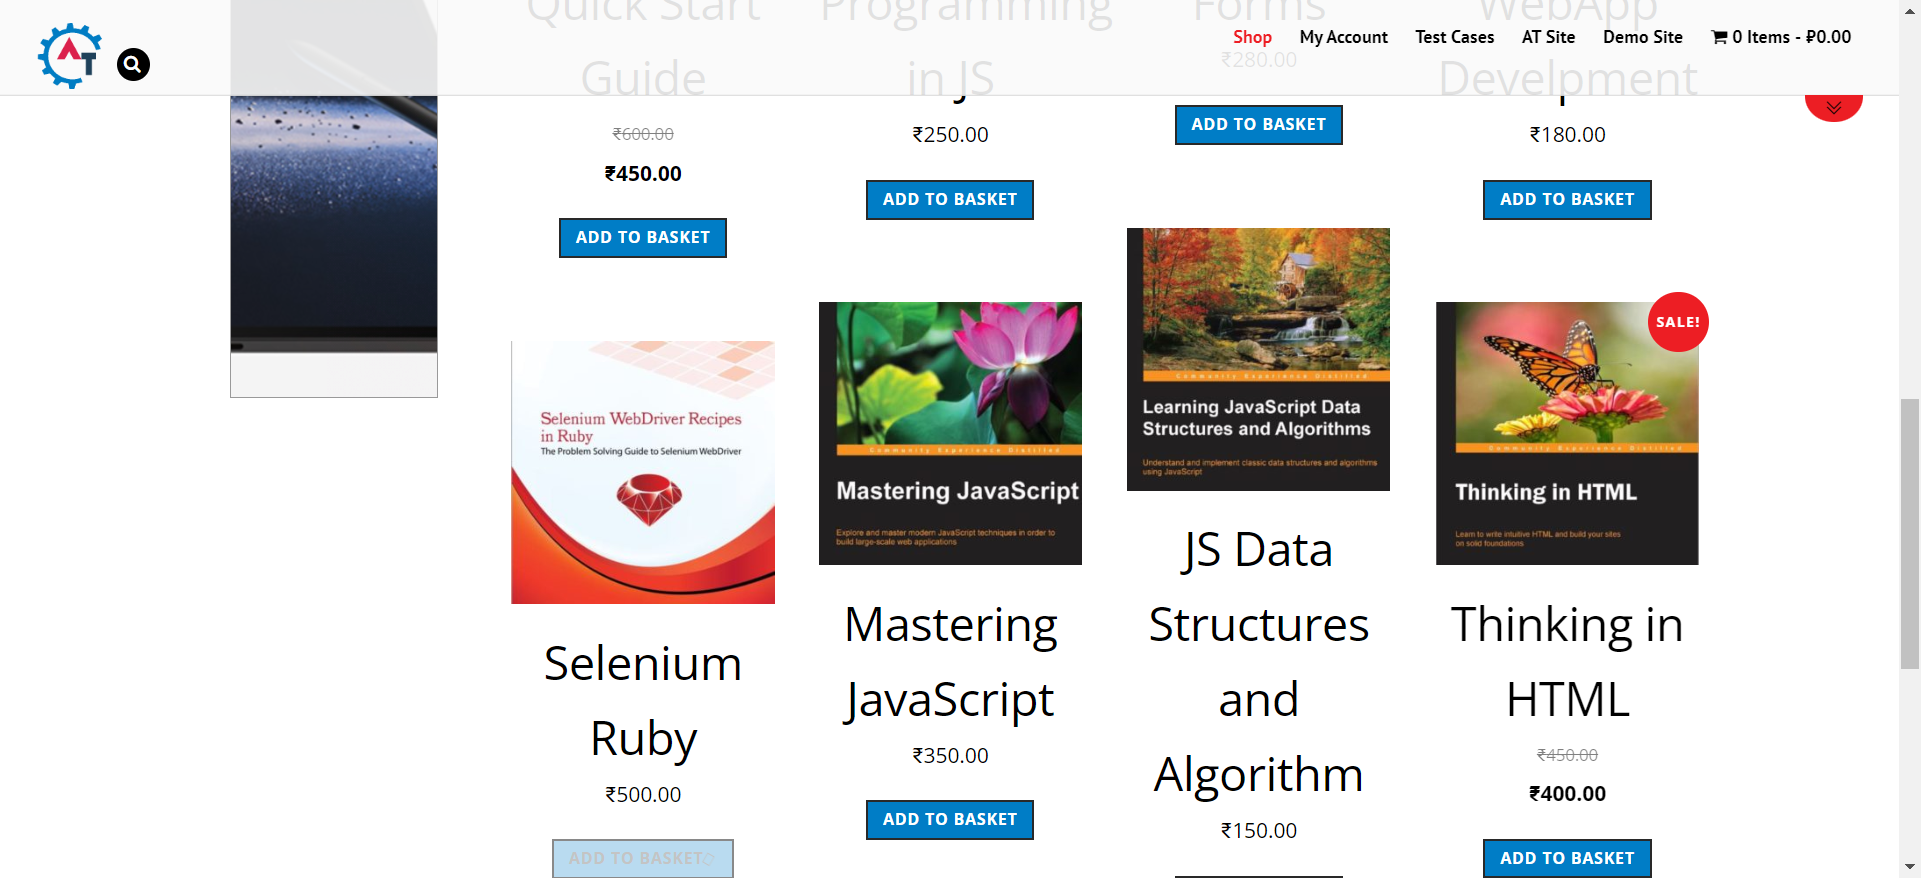 AT
Shop
My Account
Test Cases
AT Site
Demo Site
0 Items - ₽0.00
Quick Start
Guide
₹600.00
₹450.00
ADD TO BASKET
Programming
in JS
₹250.00
ADD TO BASKET
Forms
₹280.00
ADD TO BASKET
WebApp
Develpment
₹180.00
ADD TO BASKET
Selenium WebDriver Recipes
in Ruby
The Problem Solving Guide to Selenium WebDriver
Selenium
Ruby
₹500.00
ADD TO BASKET
Community Experience Distilled
Mastering JavaScript
Explore and master modern JavaScript techniques in order to
build large-scale web applications
Mastering
JavaScript
₹350.00
ADD TO BASKET
Community Experience Distilled
Learning JavaScript Data
Structures and Algorithms
Understand and implement classic data structures and algorithms
using JavaScript
JS Data
Structures
and
Algorithm
₹150.00
SALE!
Community Experience Distilled
Thinking in HTML
Learn to write intuitive HTML and build your sites
on solid foundations
Thinking in
HTML
₹450.00
₹400.00
ADD TO BASKET